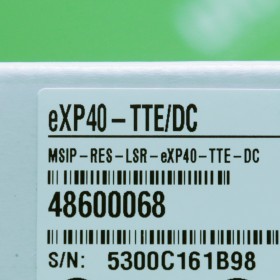 eXP40-TTE/DC
MSIP-RES-LSR-eXP40-TTE-DC
48600068
S/N: 5300C161B98